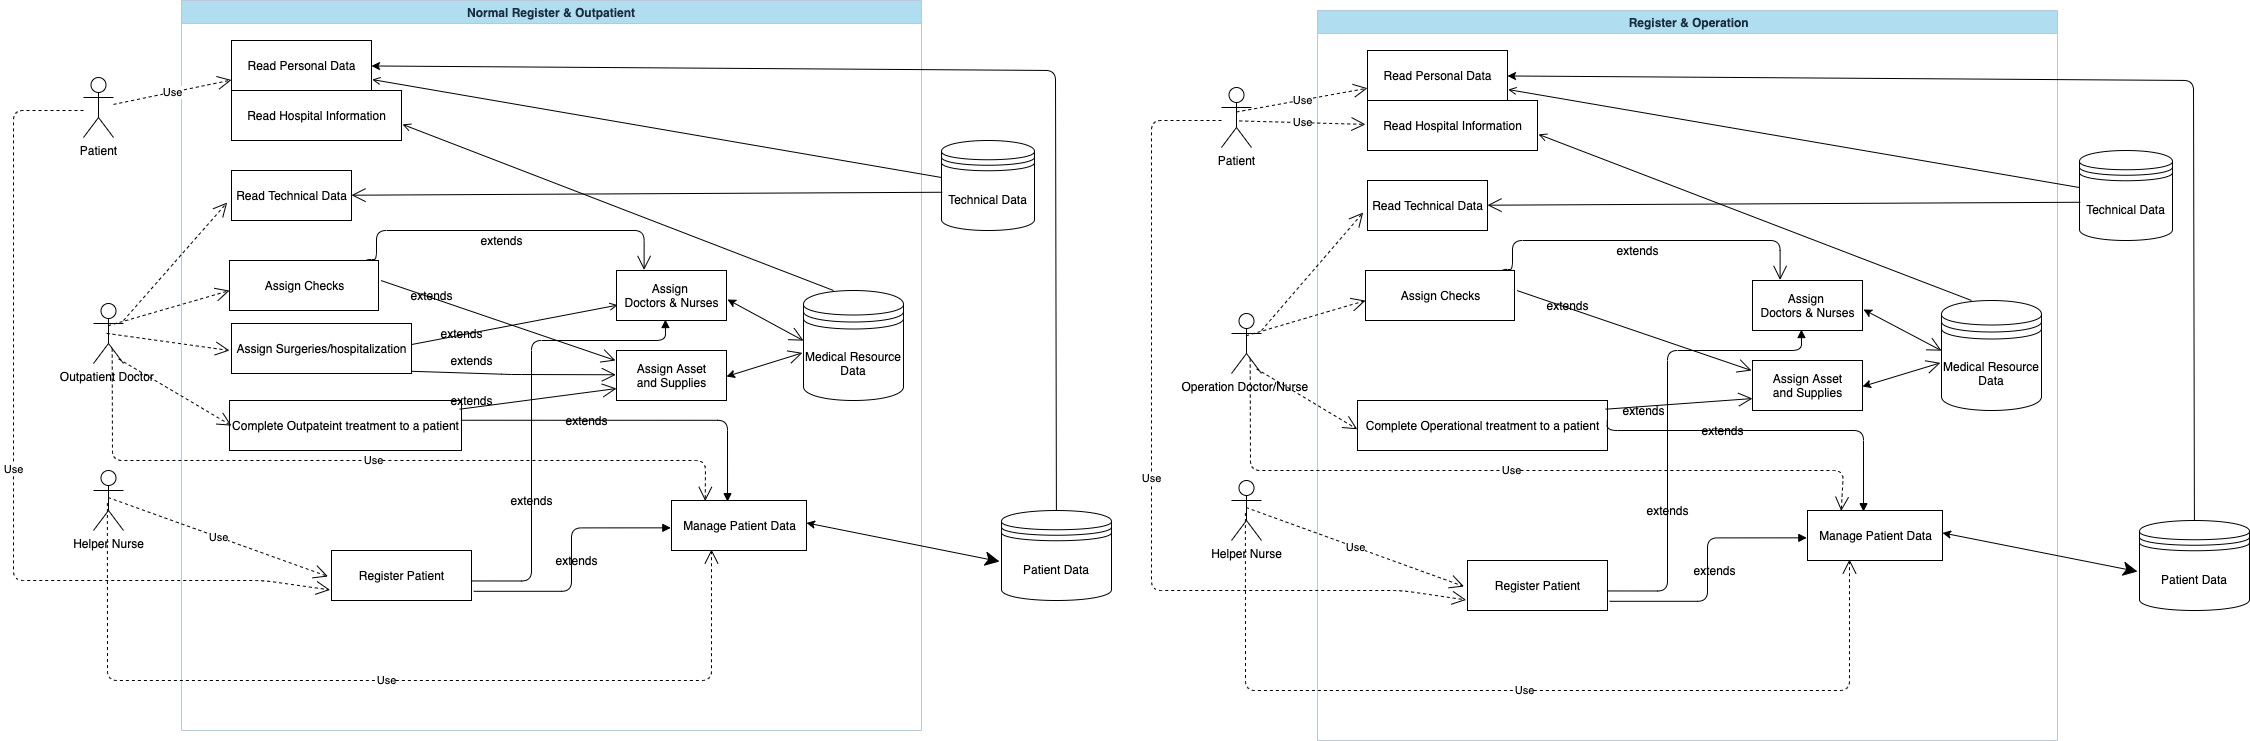 Normal Register & Outpatient
Read Personal Data
Use
Read Hospital Information
Patient
Read Technical Data
Technical Data
extends
Assign Checks
extends
Assign
Doctors & Nurses
extends
Assign Surgeries/hospitalization
extends
Medical Resource
Data
Assign Asset
and Supplies
Outpatient Doctor
extends
extends
Complete Outpateint treatment to a patient
Use
Use
extends
Manage Patient Data
Use
Helper Nurse
extends
Register Patient
Patient Data
Use
Register & Operation
Read Personal Data
Use
Use
Read Hospital Information
Patient
Read Technical Data
Technical Data
extends
Assign Checks
extends
Assign
Doctors & Nurses
Medical Resource
Data
Assign Asset
and Supplies
Operation Doctor/Nurse
extends
Complete Operational treatment to a patient
extends
Use
Use
extends
Manage Patient Data
Use
Helper Nurse
extends
Register Patient
Patient Data
Use